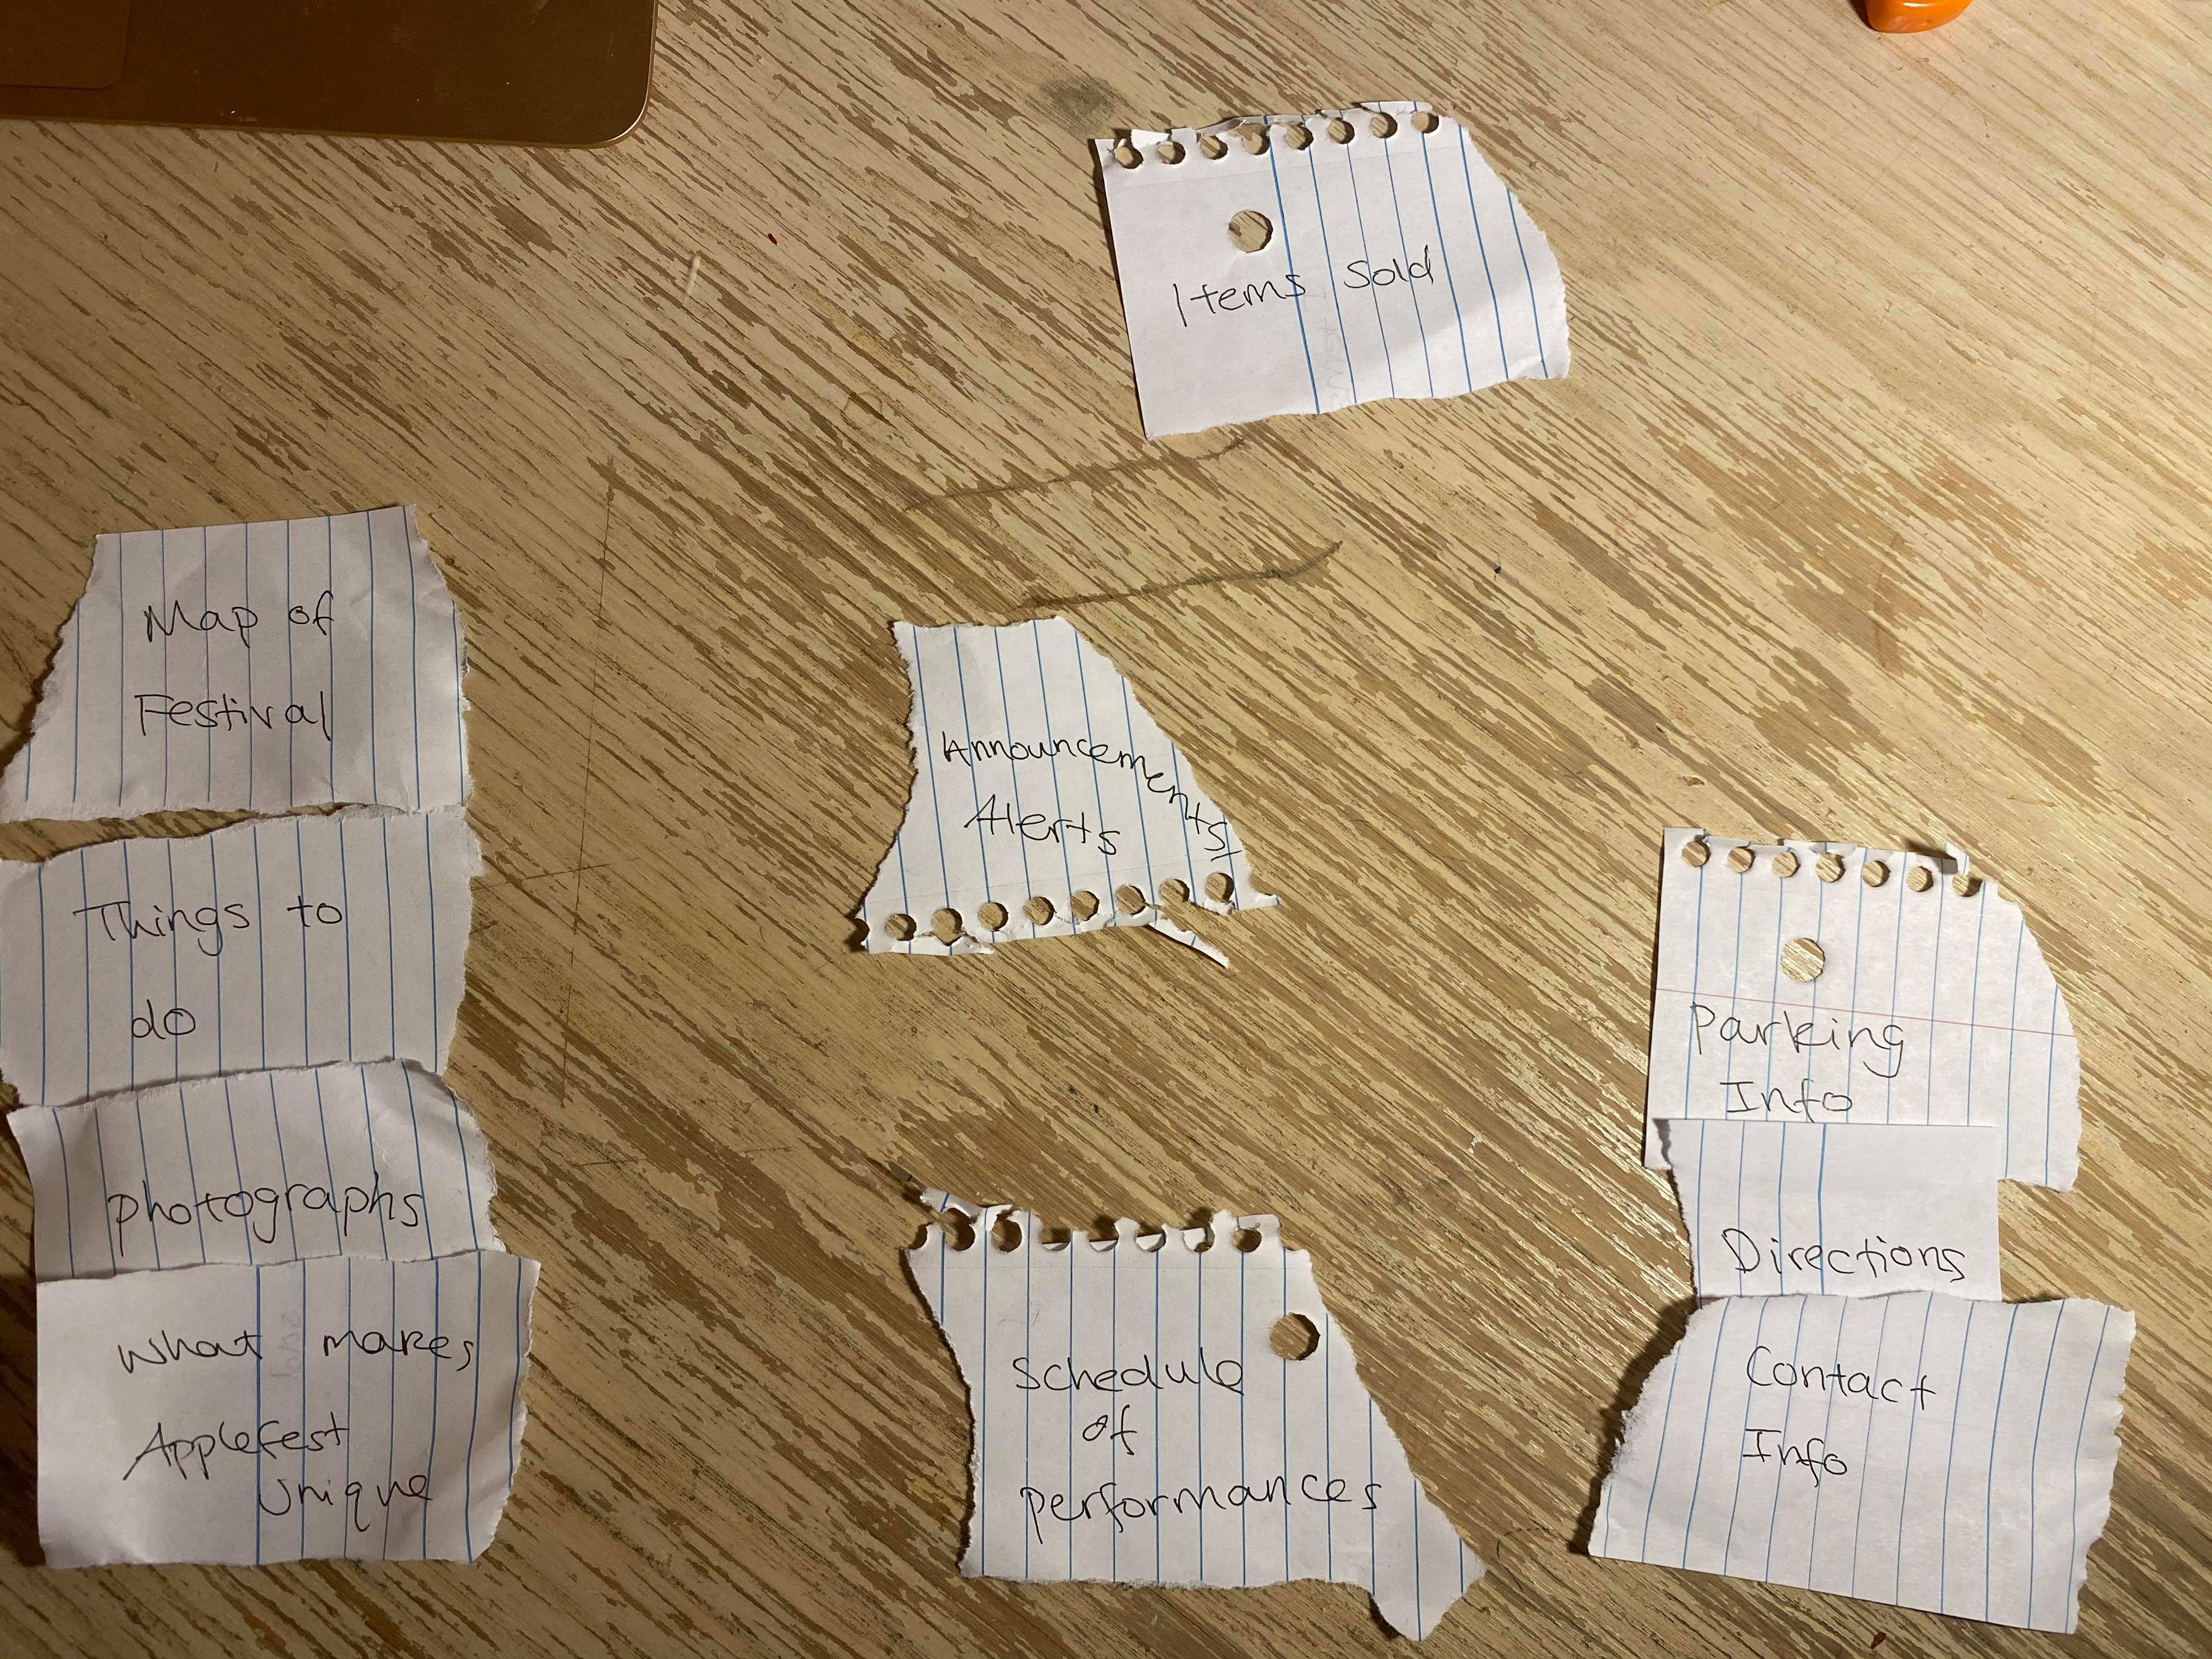 Items Sold
Map of
Festival
Things to
do
Photographs
What makes
Applefest
Unique
Announcements/
Alerts
Schedule
of
performances
Parking
Info
Directions
Contact
Info